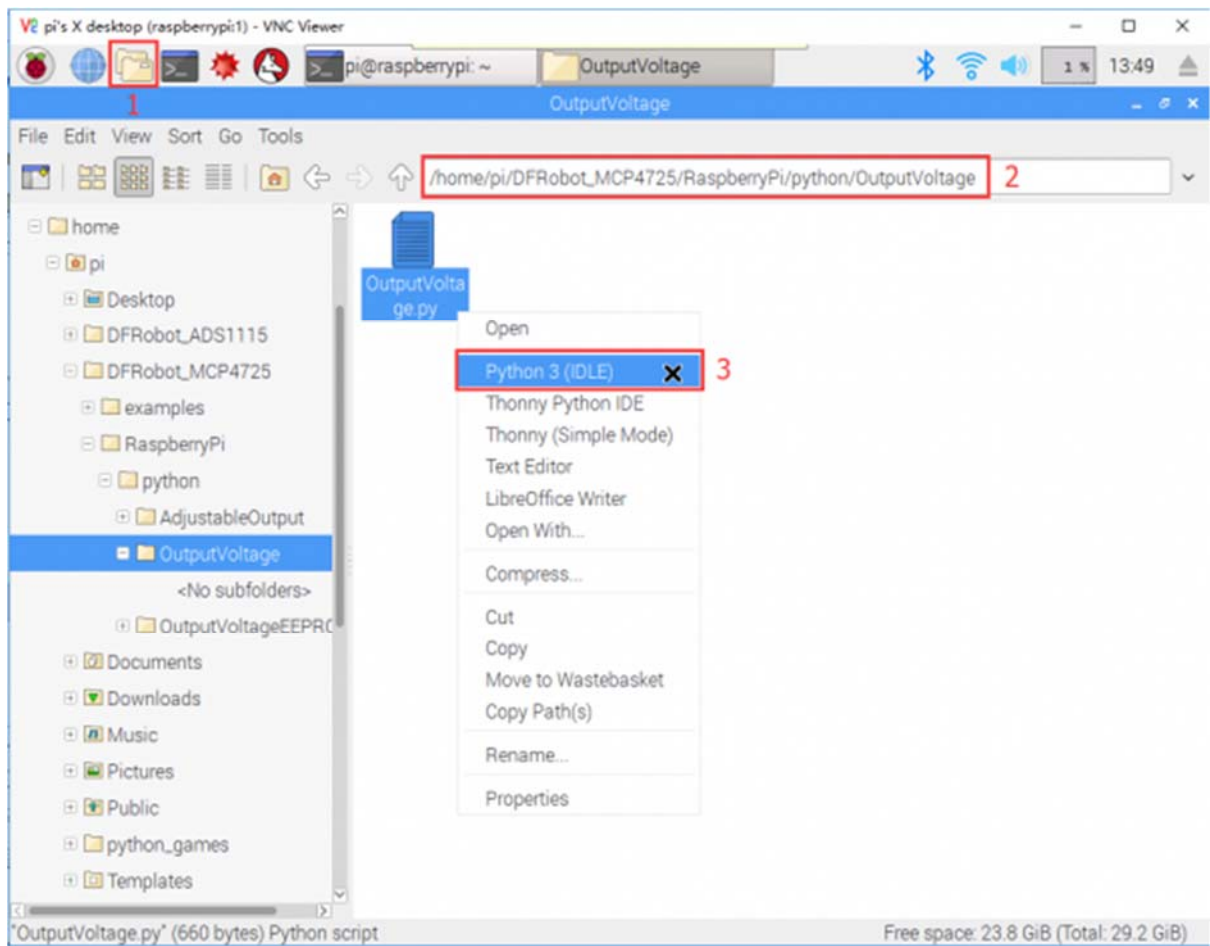 V2 pi's X desktop (raspberrypi:1) - VNC Viewer
pi@raspberrypi: ~
OutputVoltage
1 %
13:49
1
OutputVoltage
File Edit View Sort Go Tools
/home/pi/DFRobot_MCP4725/RaspberryPi/python/OutputVoltage
2
home
pi
Desktop
DFRobot_ADS1115
DFRobot_MCP4725
examples
RaspberryPi
python
AdjustableOutput
OutputVoltage
<No subfolders>
OutputVoltageEEPRO
Documents
Downloads
Music
Pictures
Public
python_games
Templates
OutputVolta
ge.py
Open
Python 3 (IDLE)
3
Thonny Python IDE
Thonny (Simple Mode)
Text Editor
LibreOffice Writer
Open With...
Compress...
Cut
Copy
Move to Wastebasket
Copy Path(s)
Rename...
Properties
"OutputVoltage.py" (660 bytes) Python script
Free space: 23.8 GiB (Total: 29.2 GiB)